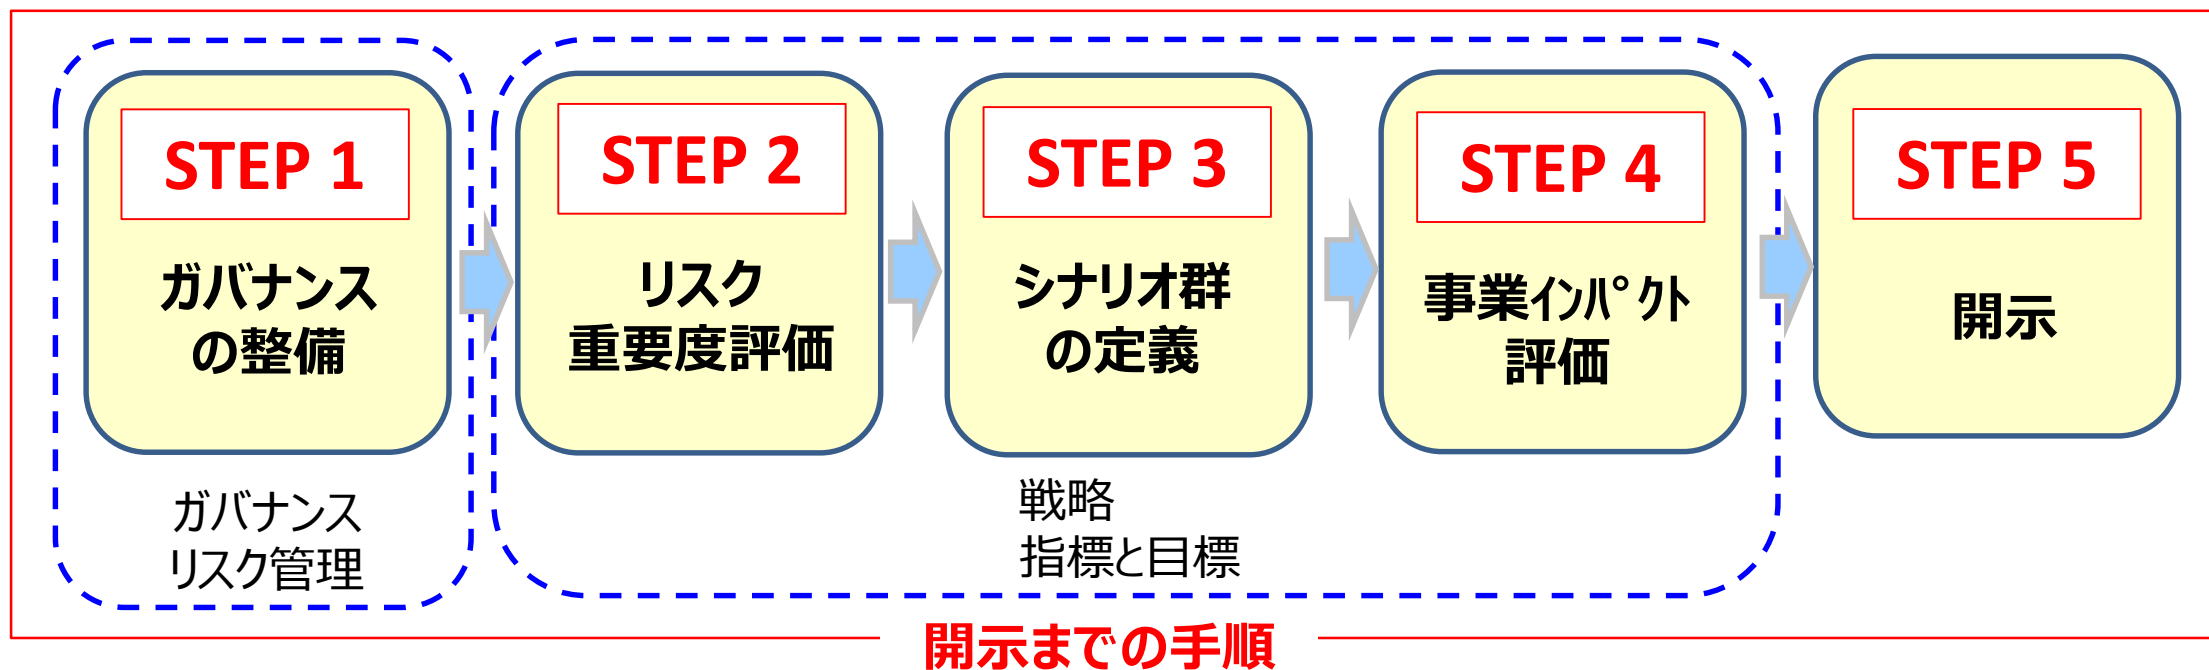 STEP 1
ガバナンス
の整備
STEP 2
リスク
重要度評価
STEP 3
シナリオ群
の定義
STEP 4
事業ｲﾝﾊﾟｸﾄ
評価
STEP 5
開示
ガバナンス
リスク管理
戦略
指標と目標
開示までの手順